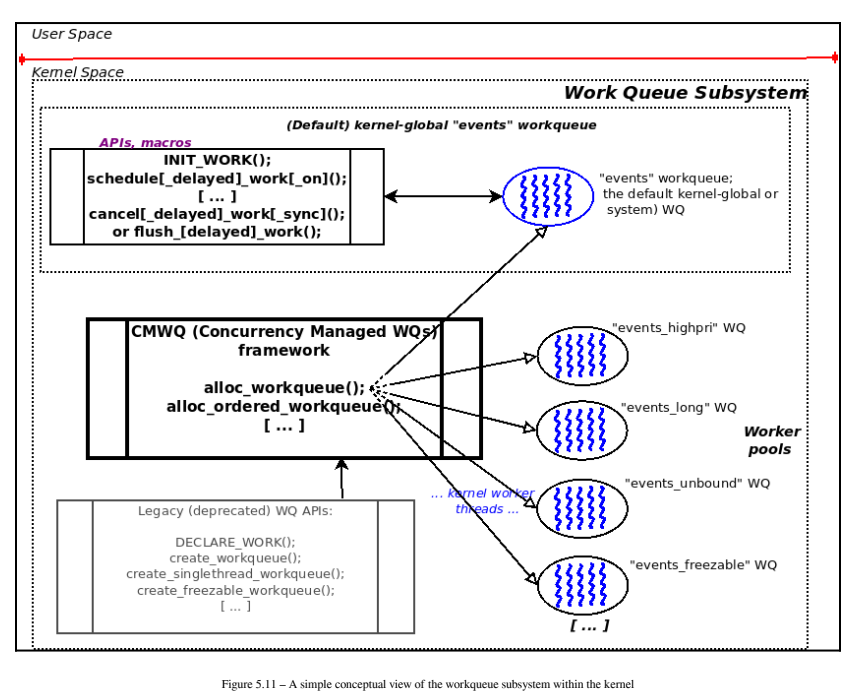 User Space
Kernel Space
Work Queue Subsystem
(Default) kernel-global "events" workqueue
APIs, macros
INIT_WORK();
schedule[_delayed]_work[_on]();
[ ... ]
cancel[_delayed]_work[_sync]();
or flush_[delayed]_work();
"events" workqueue;
the default kernel-global or
system) WQ
CMWQ (Concurrency Managed WQs)
framework
alloc_workqueue();
alloc_ordered_workqueue();
[ ... ]
"events_highpri" WQ
"events_long" WQ
Worker
pools
"events_unbound" WQ
... kernel worker
threads ...
"events_freezable" WQ
[ ... ]
Legacy (deprecated) WQ APIs:
DECLARE_WORK();
create_workqueue();
create_singlethread_workqueue();
create_freezable_workqueue();
[ ... ]
Figure 5.11 – A simple conceptual view of the workqueue subsystem within the kernel